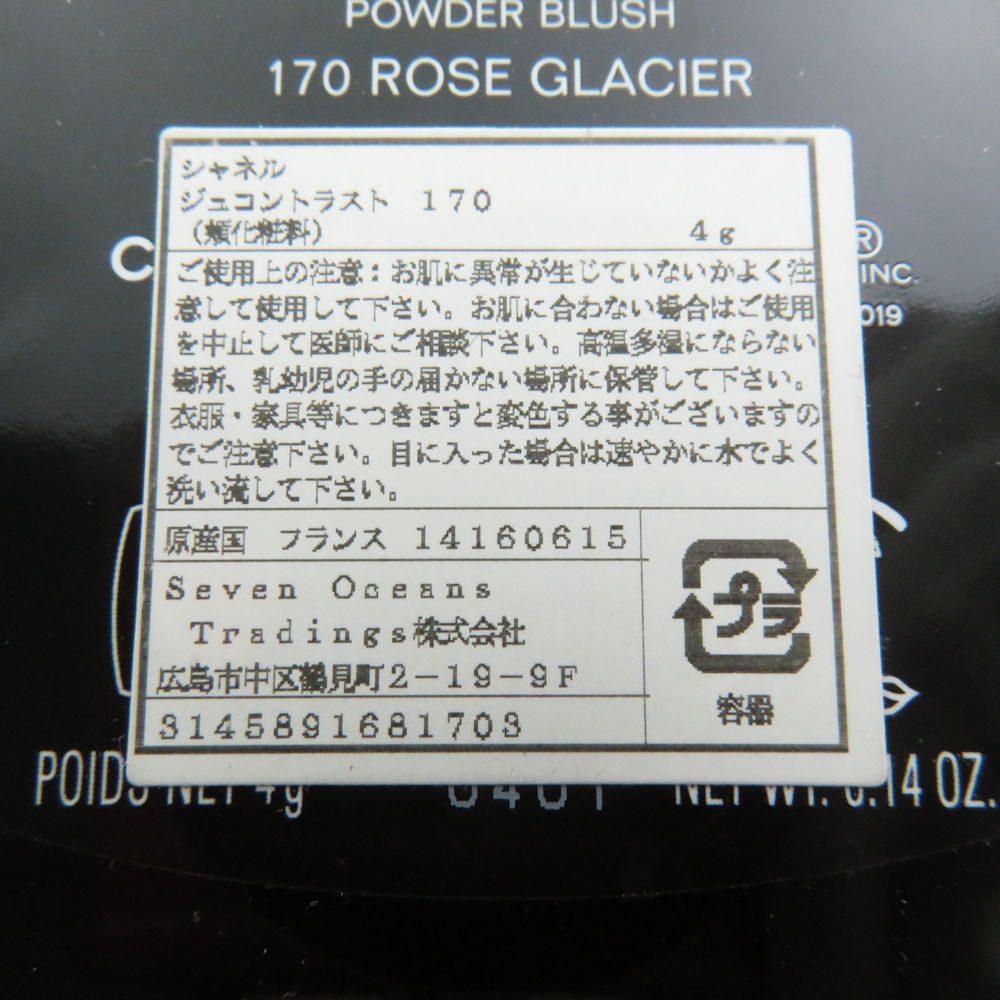 POWDER BLUSH
170 ROSE GLACIER
シャネル
ジュコントラスト 170
(頬化粧料) 4g
C ®
INC.
019
ご使用上の注意:お肌に異常が生じていないかよく注
意して使用して下さい。お肌に合わない場合はご使用
を中止して医師にご相談下さい。高温多湿にならない
場所、乳幼児の手の届かない場所に保管して下さい。
衣服・家具等につきますと変色する事がございますの
でご注意下さい。目に入った場合は速やかに水でよく
洗い流して下さい。
原産国 フランス 14160615
Seven Oceans
Tradings株式会社
広島市中区鶴見町2-19-9F
3145891681703
プラ
容器
POIDS NET 4g NET WT. 0.14 OZ.